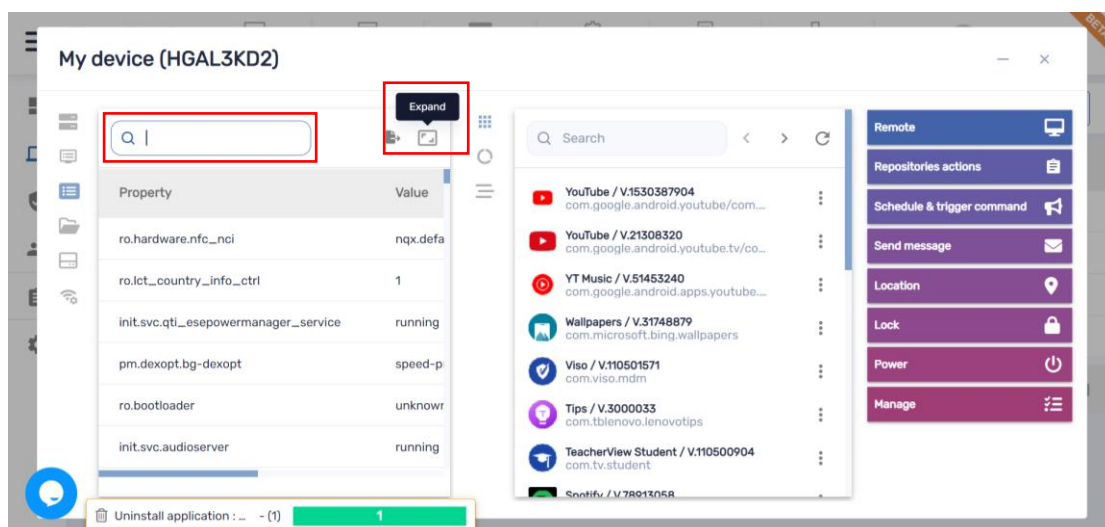 BETA
My device (HGAL3KD2)
Expand
Search
Property
Value
ro.hardware.nfc_nci
nqx.defa
ro.lct_country_info_ctrl
1
init.svc.qti_esepowermanager_service
running
pm.dexopt.bg-dexopt
speed-p
ro.bootloader
unknowr
init.svc.audioserver
running
YouTube / V.1530387904
com.google.android.youtube/com....
YouTube / V.21308320
com.google.android.youtube.tv/co...
YT Music / V.51453240
com.google.android.apps.youtube....
Wallpapers / V.31748879
com.microsoft.bing.wallpapers
Viso / V.110501571
com.viso.mdm
Tips / V.3000033
com.tblenovo.lenovotips
TeacherView Student / V.110500904
com.tv.student
Spotify / V.78913058
Remote
Repositories actions
Schedule & trigger command
Send message
Location
Lock
Power
Manage
Uninstall application : ... - (1)
1